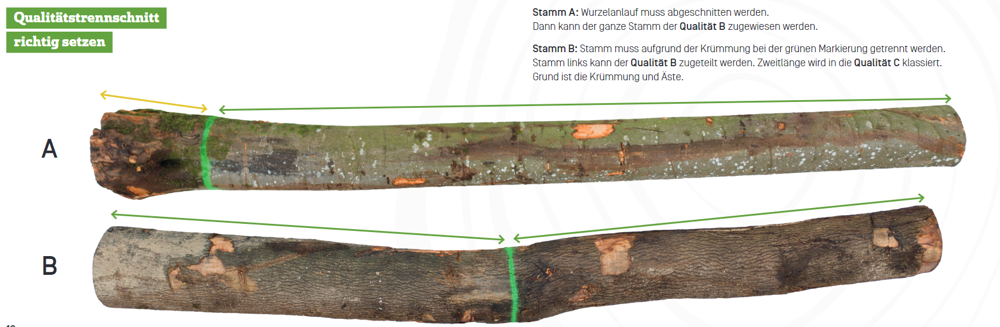 Qualitätstrennschnitt
richtig setzen
Stamm A: Wurzelanlauf muss abgeschnitten werden.
Dann kann der ganze Stamm der Qualität B zugewiesen werden.
Stamm B: Stamm muss aufgrund der Krümmung bei der grünen Markierung getrennt werden.
Stamm links kann der Qualität B zugeteilt werden. Zweitlänge wird in die Qualität C klassiert.
Grund ist die Krümmung und Äste.
A
B